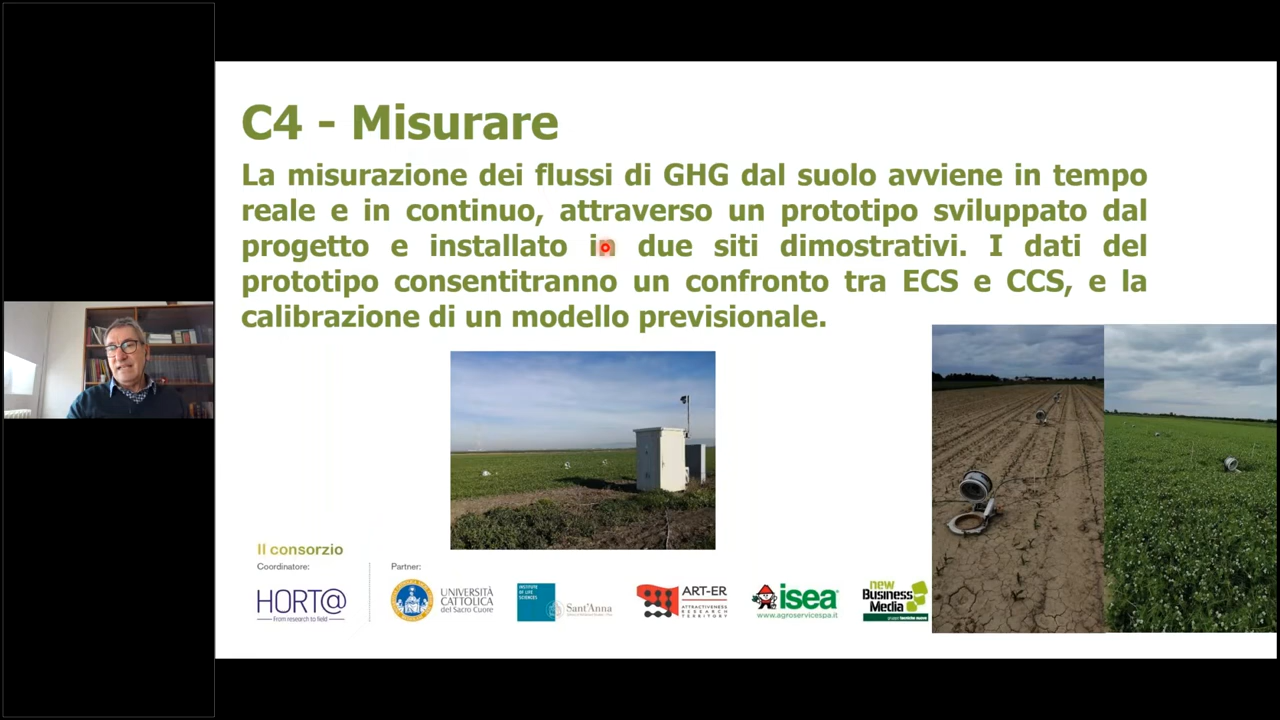 C4 - Misurare
La misurazione dei flussi di GHG dal suolo avviene in tempo
reale e in continuo, attraverso un prototipo sviluppato dal
progetto e installato in due siti dimostrativi. I dati del
prototipo consentitranno un confronto tra ECS e CCS, e la
calibrazione di un modello previsionale.
Il consorzio
Coordinatore:
Partner:
HORT@
From research to field
UNIVERSITÀ
CATTOLICA
del Sacro Cuore
INSTITUTE
OF LIFE
SCIENCES
Sant'Anna
ART-ER
ATTRACTIVENESS
RESEARCH
TERRITORY
isea
www.agroservicespa.it
new
Business
Media